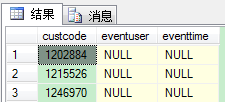 结果 消息
custcode eventuser eventtime
1 1202884 NULL NULL
2 1215526 NULL NULL
3 1246970 NULL NULL